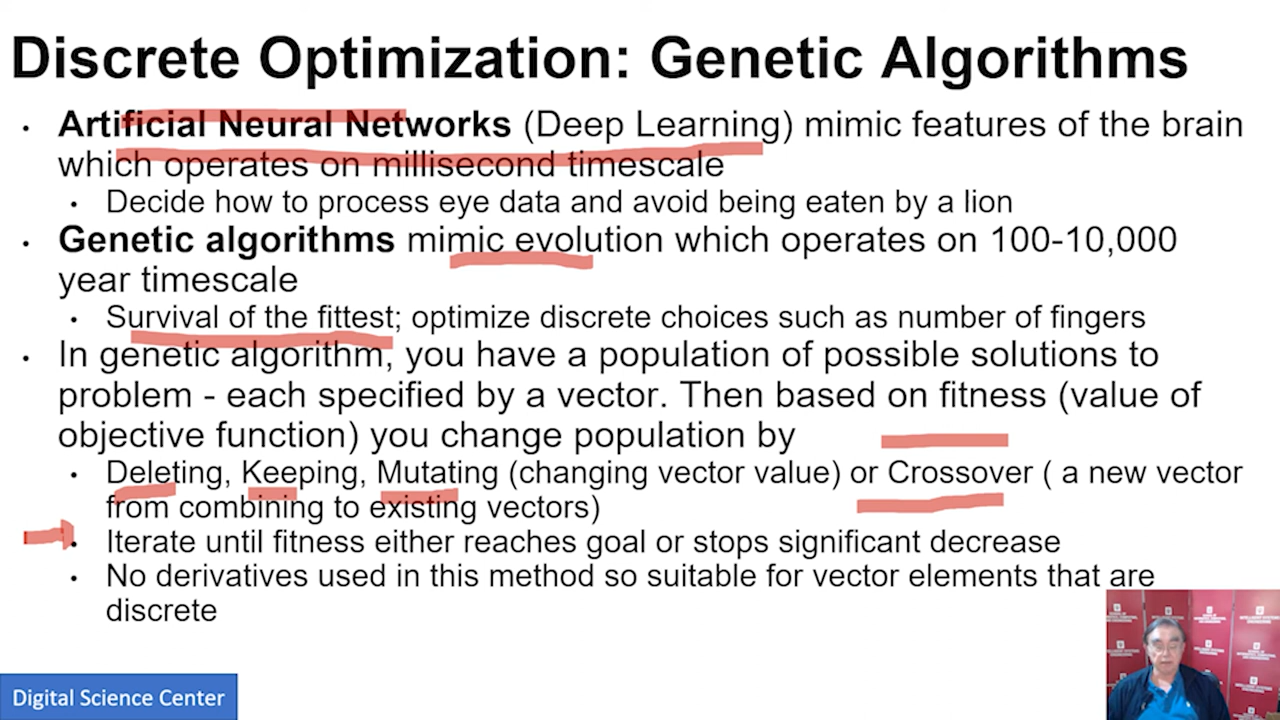 Discrete Optimization: Genetic Algorithms
• Artificial Neural Networks (Deep Learning) mimic features of the brain
which operates on millisecond timescale
• Decide how to process eye data and avoid being eaten by a lion
• Genetic algorithms mimic evolution which operates on 100-10,000
year timescale
• Survival of the fittest; optimize discrete choices such as number of fingers
• In genetic algorithm, you have a population of possible solutions to
problem - each specified by a vector. Then based on fitness (value of
objective function) you change population by
• Deleting, Keeping, Mutating (changing vector value) or Crossover ( a new vector
from combining to existing vectors)
• Iterate until fitness either reaches goal or stops significant decrease
• No derivatives used in this method so suitable for vector elements that are
discrete
Digital Science Center